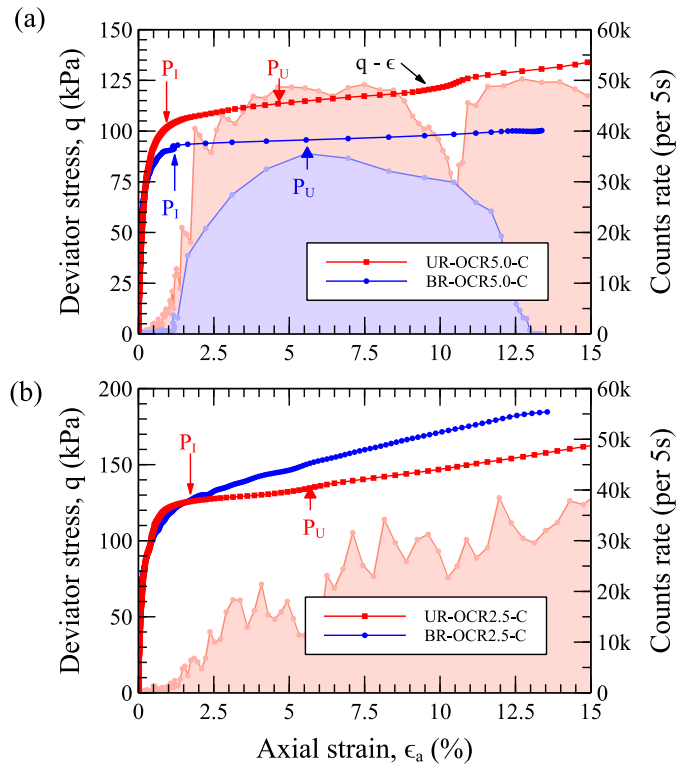 (a)
150
125
100
75
50
25
0
Deviator stress, q (kPa)
P_I
P_U
q - ϵ
P_I
P_U
UR-OCR5.0-C
BR-OCR5.0-C
60k
50k
40k
30k
20k
10k
0
Counts rate (per 5s)
0 2.5 5 7.5 10 12.5 15
(b)
200
150
100
50
0
Deviator stress, q (kPa)
P_I
P_U
UR-OCR2.5-C
BR-OCR2.5-C
60k
50k
40k
30k
20k
10k
0
Counts rate (per 5s)
0 2.5 5 7.5 10 12.5 15
Axial strain, ϵ_a (%)